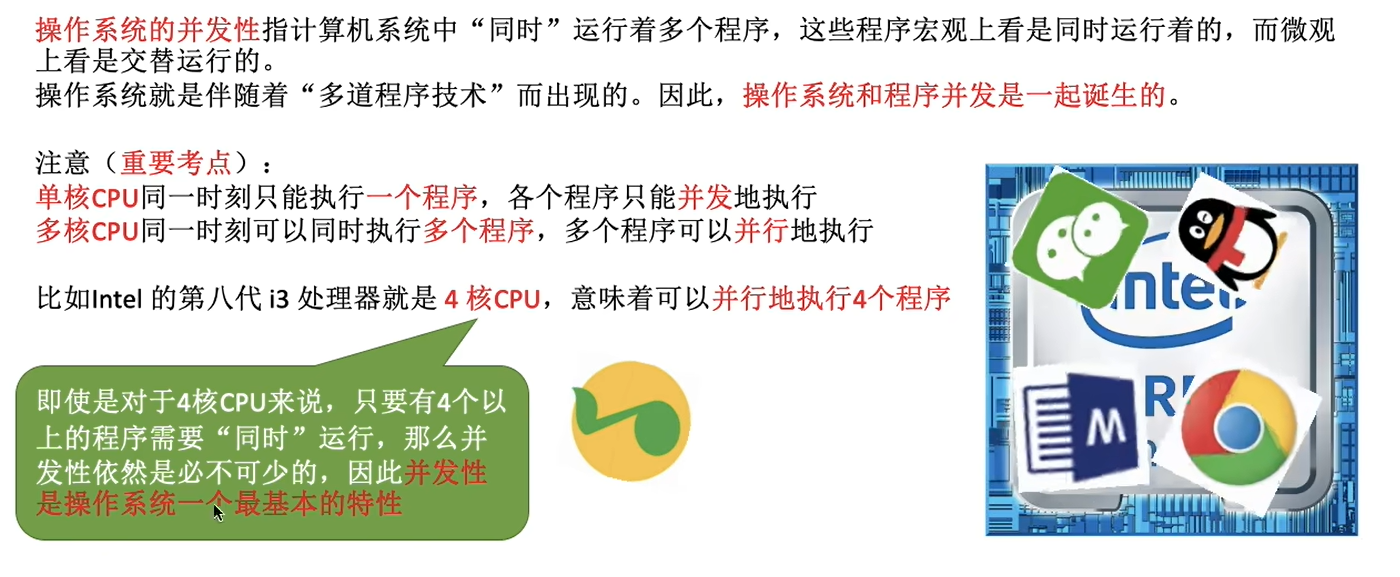 操作系统的并发性指计算机系统中“同时”运行着多个程序，这些程序宏观上看是同时运行着的，而微观
上看是交替运行的。
操作系统就是伴随着“多道程序技术”而出现的。因此，操作系统和程序并发是一起诞生的。
注意（重要考点）：
单核CPU同一时刻只能执行一个程序，各个程序只能并发地执行
多核CPU同一时刻可以同时执行多个程序，多个程序可以并行地执行
比如Intel 的第八代 i3 处理器就是 4 核CPU，意味着可以并行地执行4个程序
即使是对于4核CPU来说，只要有4个以
上的程序需要“同时”运行，那么并
发性依然是必不可少的，因此并发性
是操作系统一个最基本的特性
intel